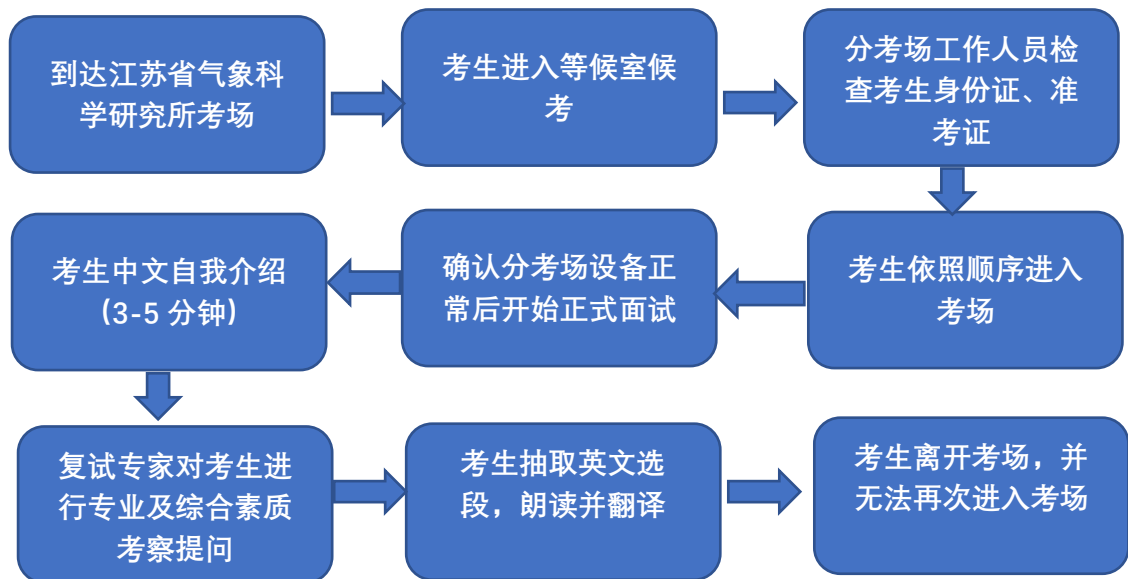 到达江苏省气象科
学研究所考场
考生进入等候室候
考
分考场工作人员检
查考生身份证、准
考证
考生依照顺序进入
考场
确认分考场设备正
常后开始正式面试
考生中文自我介绍
(3-5 分钟)
复试专家对考生进
行专业及综合素质
考察提问
考生抽取英文选
段，朗读并翻译
考生离开考场，并
无法再次进入考场